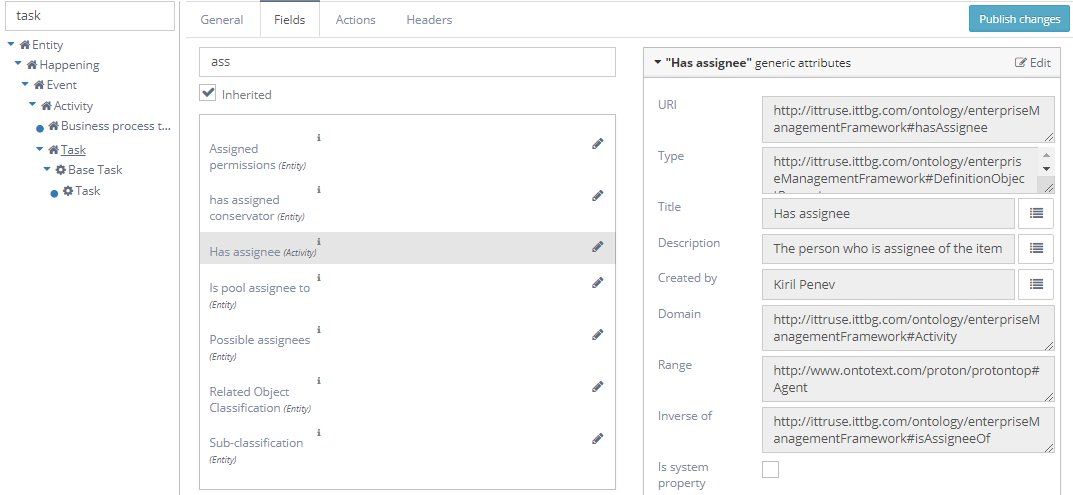 task
Entity
Happening
Event
Activity
Business process t...
Task
Base Task
Task
General
Fields
Actions
Headers
Publish changes
ass
Inherited
Assigned
permissions (Entity)
has assigned
conservator (Entity)
Has assignee (Activity)
Is pool assignee to
(Entity)
Possible assignees
(Entity)
Related Object
Classification (Entity)
Sub-classification
(Entity)
"Has assignee" generic attributes
Edit
URI
http://ittruse.ittbg.com/ontology/enterpriseM
anagementFramework#hasAssignee
Type
http://ittruse.ittbg.com/ontology/enterpris
eManagementFramework#DefinitionObjec
Title
Has assignee
Description
The person who is assignee of the item
Created by
Kiril Penev
Domain
http://ittruse.ittbg.com/ontology/enterpriseM
anagementFramework#Activity
Range
http://www.ontotext.com/proton/protontop#
Agent
Inverse of
http://ittruse.ittbg.com/ontology/enterpriseM
anagementFramework#isAssigneeOf
Is system
property